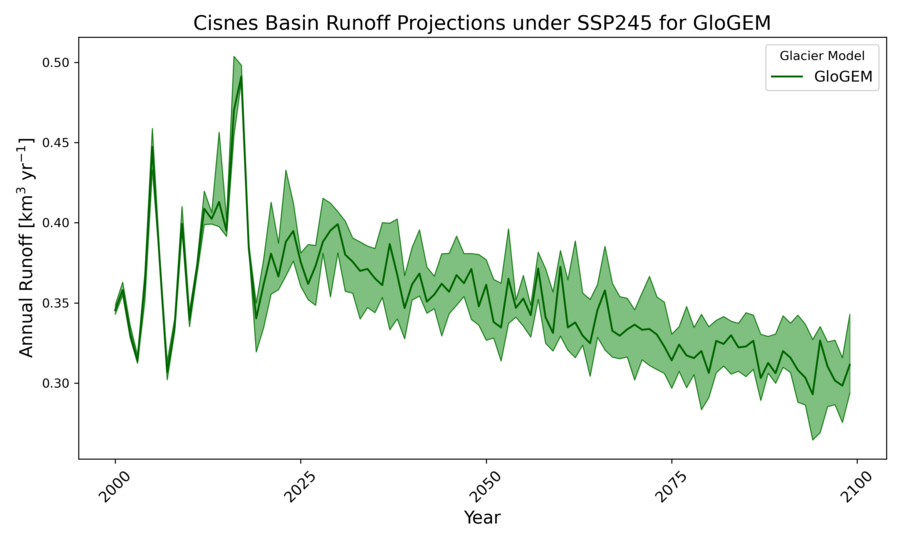 Cisnes Basin Runoff Projections under SSP245 for GloGEM
Glacier Model
GloGEM
Annual Runoff [km³ yr⁻¹]
0.50
0.45
0.40
0.35
0.30
2000
2025
2050
2075
2100
Year